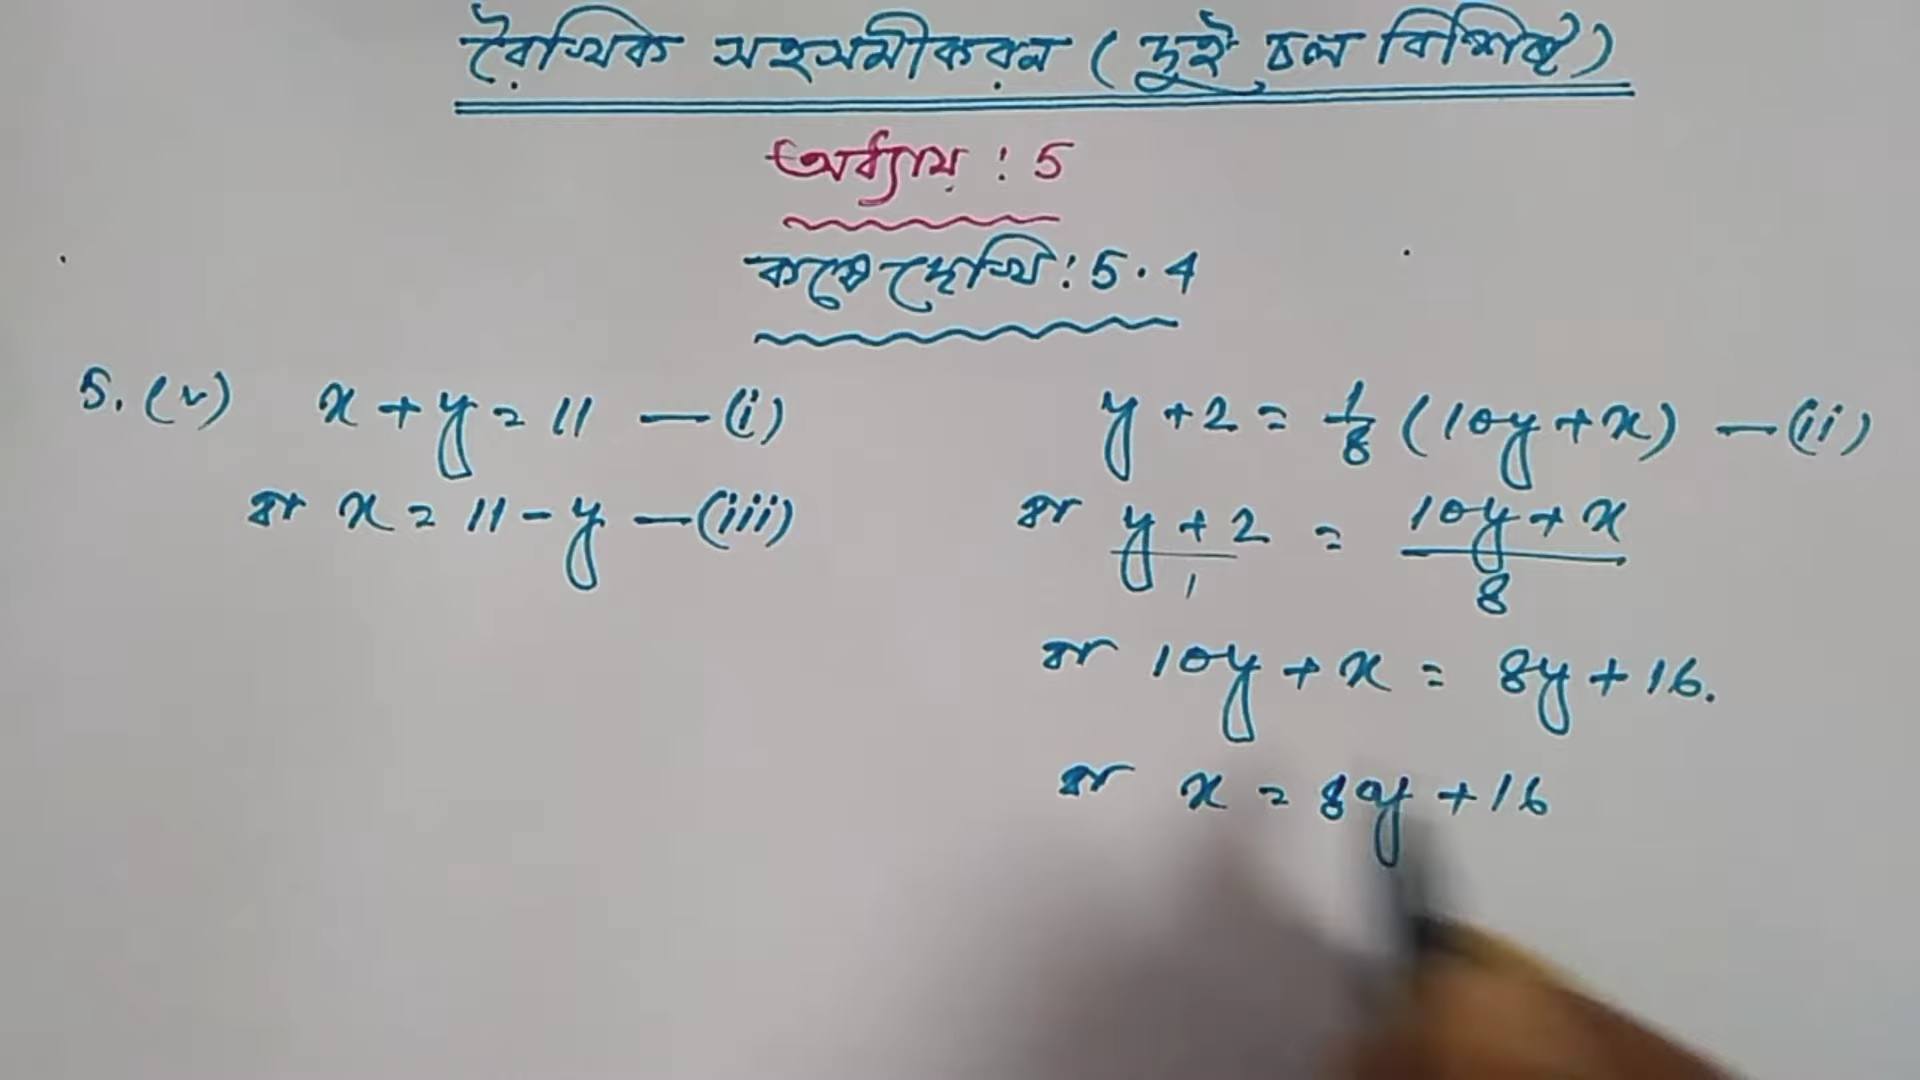 রৈখিক সহসমীকরন (দুই চল বিশিষ্ট)
অধ্যায় : 5
কষে দেখি : 5.4
5. (v) x + y = 11 — (i)
বা x = 11 - y — (iii)
y + 2 = 1/8 (10y + x) — (ii)
বা y + 2 / 1 = 10y + x / 8
বা 10y + x = 8y + 16.
বা x = 8y + 16